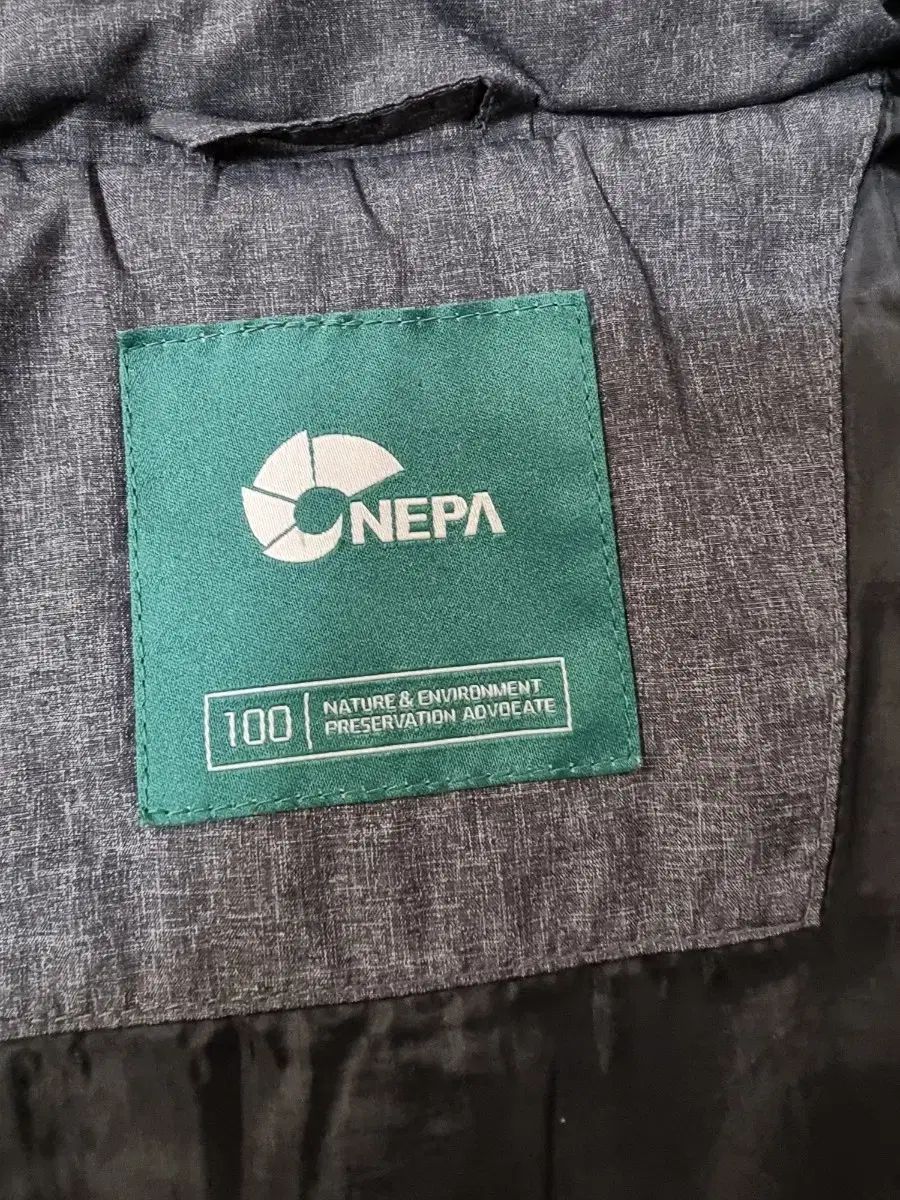 NEPA
100
NATURE & ENVIRONMENT
PRESERVATION ADVOCATE